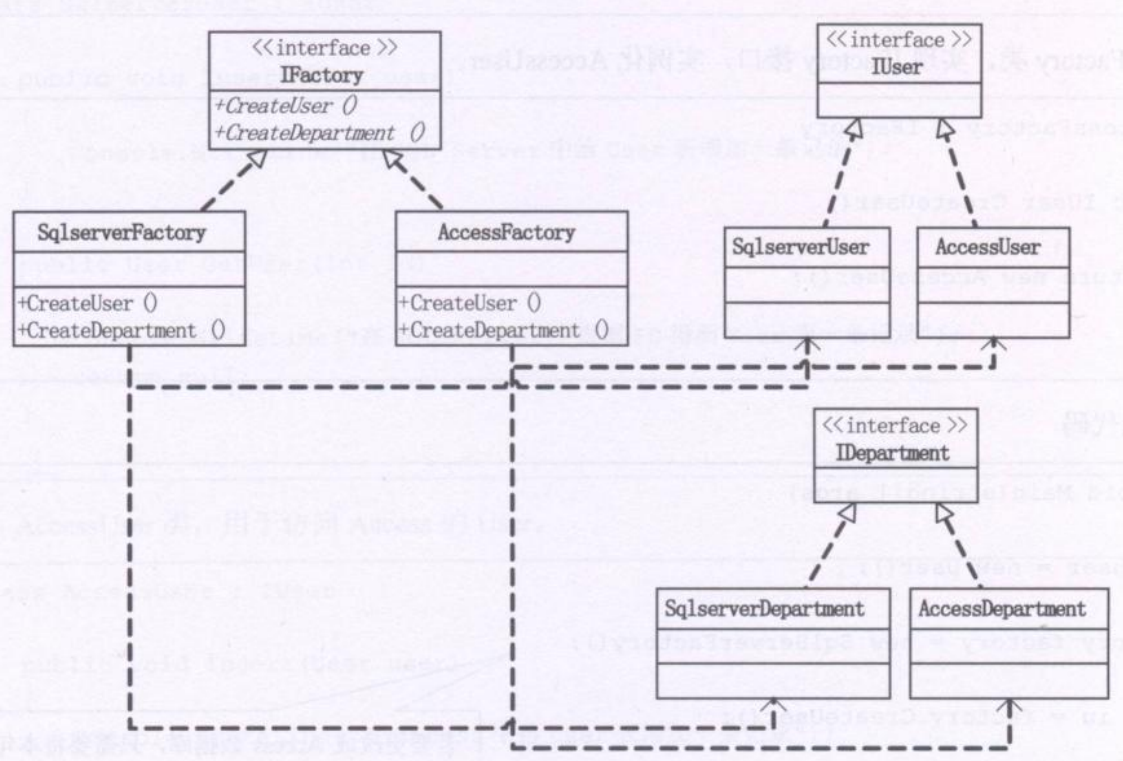 <<interface>>
IFactory
+CreateUser ()
+CreateDepartment ()
<<interface>>
IUser
SqlserverFactory
+CreateUser ()
+CreateDepartment ()
AccessFactory
+CreateUser ()
+CreateDepartment ()
SqlserverUser
AccessUser
<<interface>>
IDepartment
SqlserverDepartment
AccessDepartment